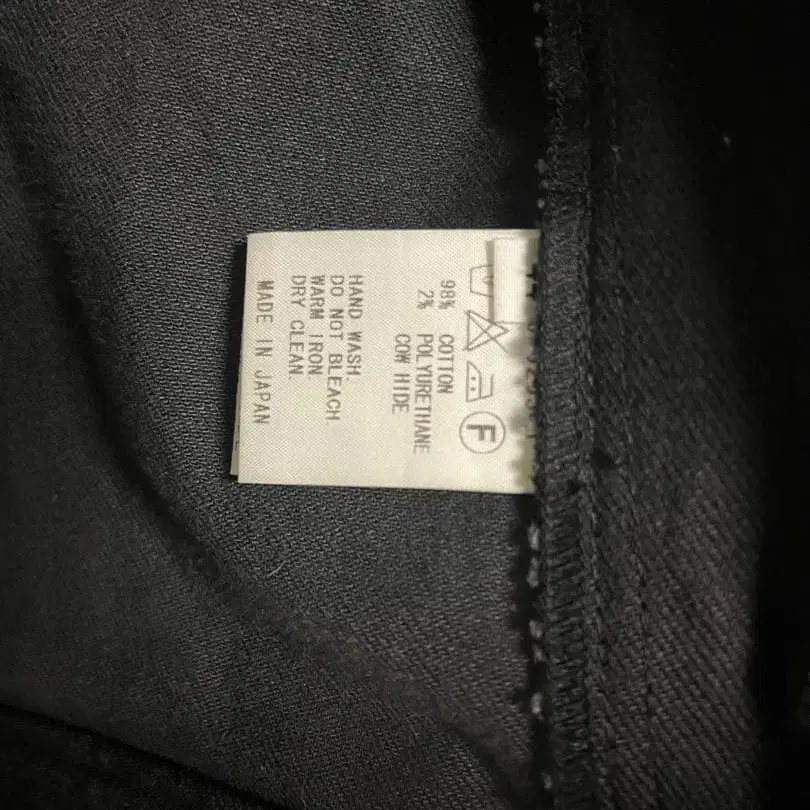 F
98% COTTON
2% POLYURETHANE
COW HIDE
HAND WASH.
DO NOT BLEACH.
WARM IRON.
DRY CLEAN.
MADE IN JAPAN